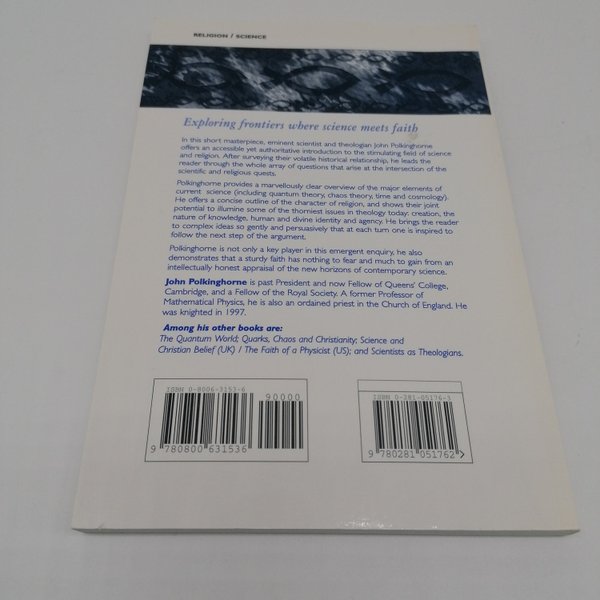 RELIGION / SCIENCE
Exploring frontiers where science meets faith
In this short masterpiece, eminent scientist and theologian John Polkinghorne
offers an accessible yet authoritative introduction to the stimulating field of science
and religion. After surveying their volatile historical relationship, he leads the
reader through the whole array of questions that arise at the intersection of the
scientific and religious quests.
Polkinghorne provides a marvellously clear overview of the major elements of
current science (including quantum theory, chaos theory, time and cosmology).
He offers a concise outline of the character of religion, and shows their joint
potential to illumine some of the thorniest issues in theology today: creation, the
nature of knowledge, human and divine identity and agency. He brings the reader
to complex ideas so gently and persuasively that at each turn one is inspired to
follow the next step of the argument.
Polkinghorne is not only a key player in this emergent enquiry, he also
demonstrates that a sturdy faith has nothing to fear and much to gain from an
intellectually honest appraisal of the new horizons of contemporary science.
John Polkinghorne is past President and now Fellow of Queens' College,
Cambridge, and a Fellow of the Royal Society. A former Professor of
Mathematical Physics, he is also an ordained priest in the Church of England. He
was knighted in 1997.
Among his other books are:
The Quantum World; Quarks, Chaos and Christianity; Science and
Christian Belief (UK) / The Faith of a Physicist (US); and Scientists as Theologians.
ISBN 0-8006-3153-6
90000
9 780800 631536
ISBN 0-281-05176-3
9 780281 051762 >